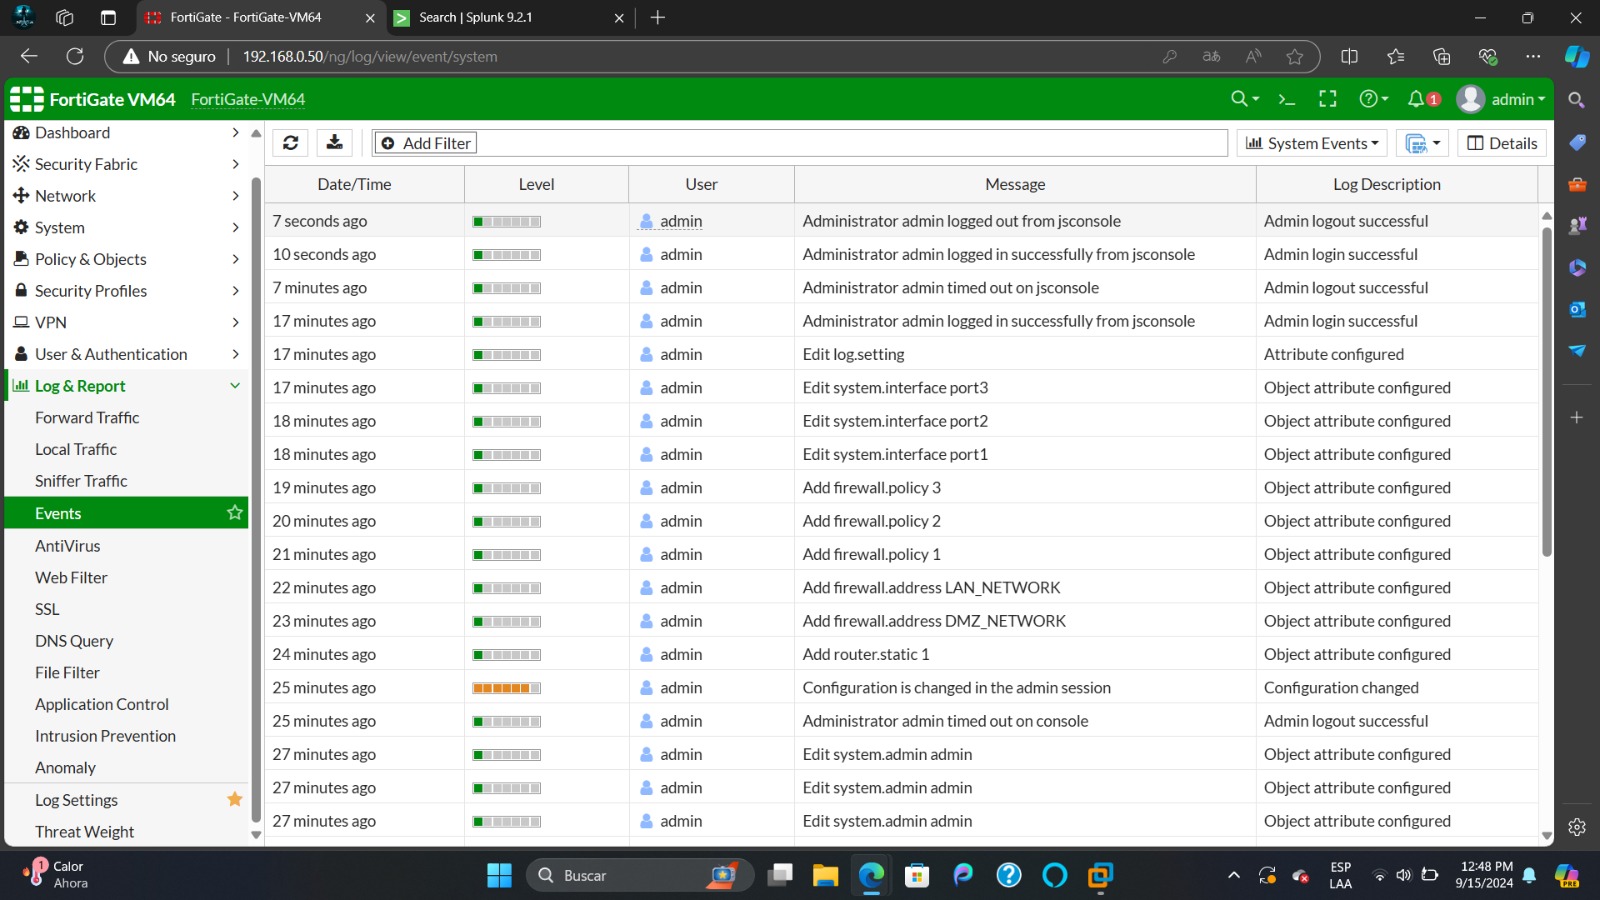 FortiGate - FortiGate-VM64
Search | Splunk 9.2.1
No seguro
192.168.0.50/ng/log/view/event/system
FortiGate VM64
FortiGate-VM64
1
admin
Dashboard
Security Fabric
Network
System
Policy & Objects
Security Profiles
VPN
User & Authentication
Log & Report
Forward Traffic
Local Traffic
Sniffer Traffic
Events
AntiVirus
Web Filter
SSL
DNS Query
File Filter
Application Control
Intrusion Prevention
Anomaly
Log Settings
Threat Weight
Add Filter
System Events
Details
Date/Time Level User Message Log Description
7 seconds ago admin Administrator admin logged out from jsconsole Admin logout successful
10 seconds ago admin Administrator admin logged in successfully from jsconsole Admin login successful
7 minutes ago admin Administrator admin timed out on jsconsole Admin logout successful
17 minutes ago admin Administrator admin logged in successfully from jsconsole Admin login successful
17 minutes ago admin Edit log.setting Attribute configured
17 minutes ago admin Edit system.interface port3 Object attribute configured
18 minutes ago admin Edit system.interface port2 Object attribute configured
18 minutes ago admin Edit system.interface port1 Object attribute configured
19 minutes ago admin Add firewall.policy 3 Object attribute configured
20 minutes ago admin Add firewall.policy 2 Object attribute configured
21 minutes ago admin Add firewall.policy 1 Object attribute configured
22 minutes ago admin Add firewall.address LAN_NETWORK Object attribute configured
23 minutes ago admin Add firewall.address DMZ_NETWORK Object attribute configured
24 minutes ago admin Add router.static 1 Object attribute configured
25 minutes ago admin Configuration is changed in the admin session Configuration changed
25 minutes ago admin Administrator admin timed out on console Admin logout successful
27 minutes ago admin Edit system.admin admin Object attribute configured
27 minutes ago admin Edit system.admin admin Object attribute configured
27 minutes ago admin Edit system.admin admin Object attribute configured
1
Calor
Ahora
Buscar
ESP
LAA
12:48 PM
9/15/2024
PRE